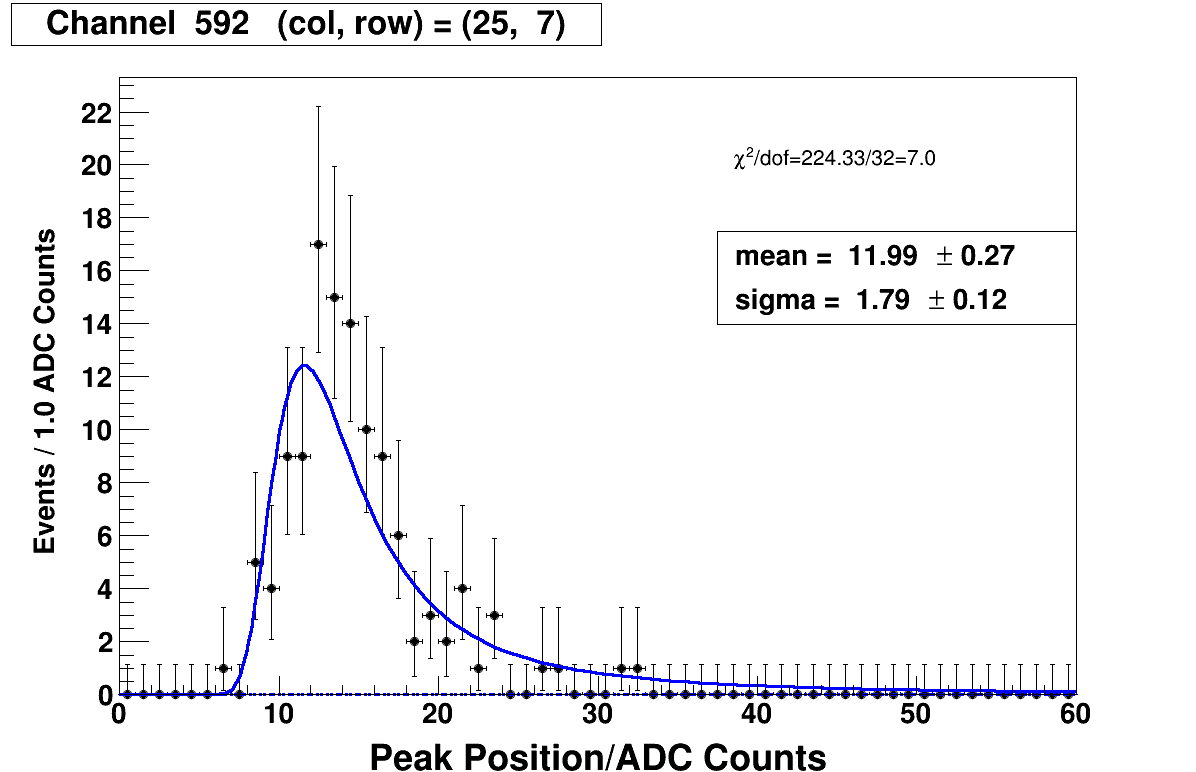 Channel 592 (col, row) = (25, 7)
χ²/dof=224.33/32=7.0
mean = 11.99 ± 0.27
sigma = 1.79 ± 0.12
Events / 1.0 ADC Counts
22
20
18
16
14
12
10
8
6
4
2
0
0 10 20 30 40 50 60
Peak Position/ADC Counts